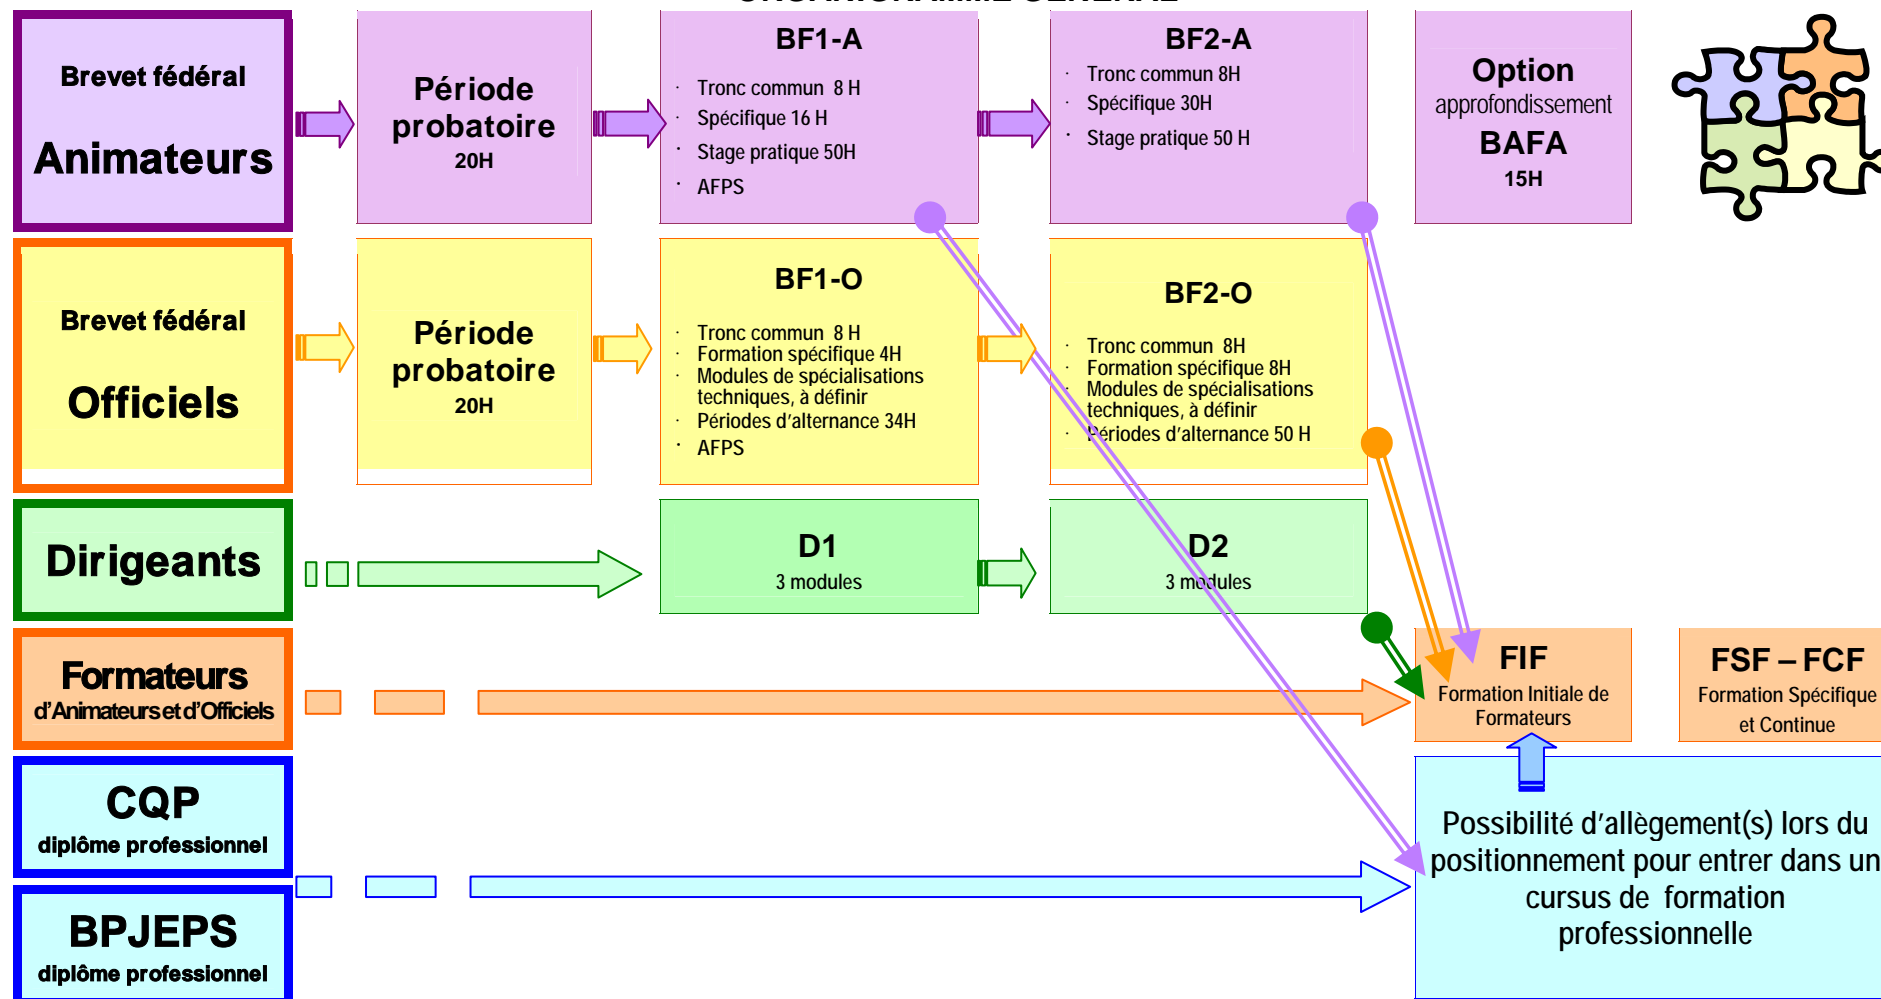 ORGANIGRAMME GENERAL
Brevet fédéral
Animateurs
Période
probatoire
20H
BF1-A
· Tronc commun 8 H
· Spécifique 16 H
· Stage pratique 50H
· AFPS
BF2-A
· Tronc commun 8H
· Spécifique 30H
· Stage pratique 50 H
Option
approfondissement
BAFA
15H
Brevet fédéral
Officiels
Période
probatoire
20H
BF1-O
· Tronc commun 8 H
· Formation spécifique 4H
· Modules de spécialisations
techniques, à définir
· Périodes d'alternance 34H
· AFPS
BF2-O
· Tronc commun 8H
· Formation spécifique 8H
· Modules de spécialisations
techniques, à définir
· Périodes d'alternance 50 H
Dirigeants
D1
3 modules
D2
3 modules
Formateurs
d'Animateurs et d'Officiels
FIF
Formation Initiale de
Formateurs
FSF – FCF
Formation Spécifique
et Continue
CQP
diplôme professionnel
BPJEPS
diplôme professionnel
Possibilité d'allègement(s) lors du
positionnement pour entrer dans un
cursus de formation
professionnelle